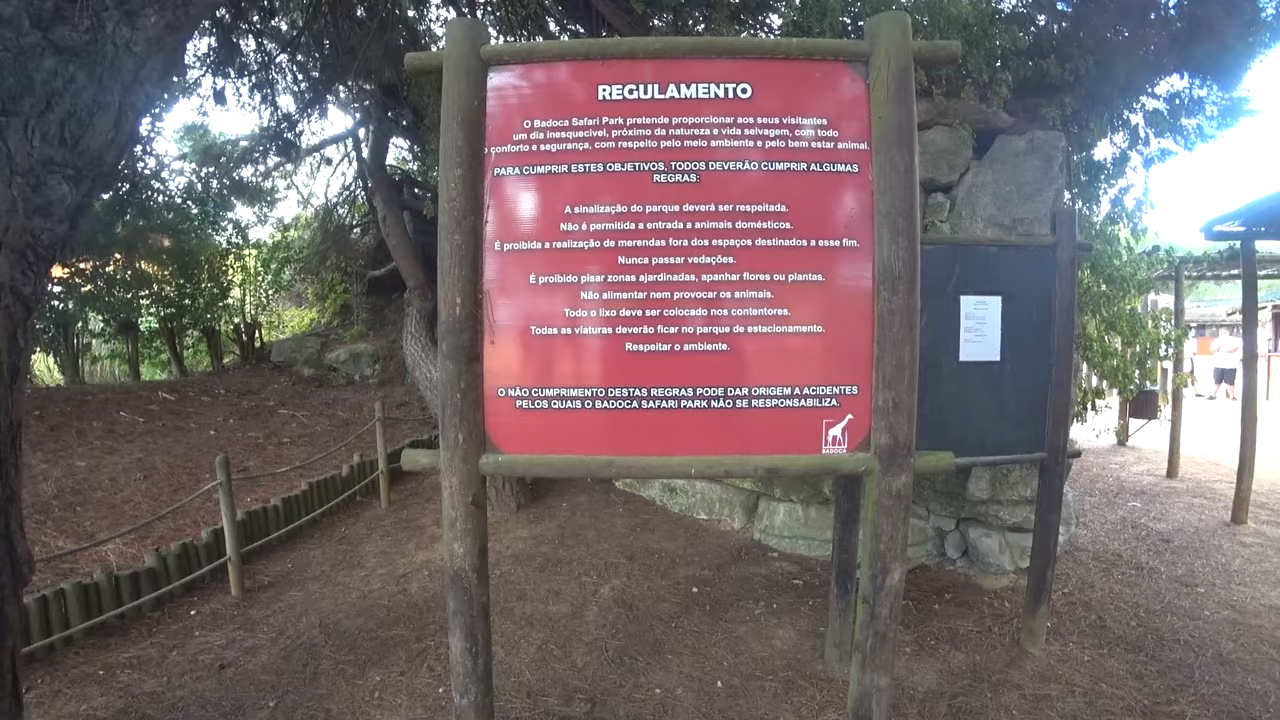 REGULAMENTO
O Badoca Safari Park pretende proporcionar aos seus visitantes
um dia inesquecivel, próximo da natureza e vida selvagem, com todo
o conforto e segurança, com respeito pelo meio ambiente e pelo bem estar animal.
PARA CUMPRIR ESTES OBJETIVOS, TODOS DEVERÃO CUMPRIR ALGUMAS
REGRAS:
A sinalização do parque deverá ser respeitada.
Não é permitida a entrada a animais domésticos.
É proibida a realização de merendas fora dos espaços destinados a esse fim.
Nunca passar vedações.
É proibido pisar zonas ajardinadas, apanhar flores ou plantas.
Não alimentar nem provocar os animais.
Todo o lixo deve ser colocado nos contentores.
Todas as viaturas deverão ficar no parque de estacionamento.
Respeitar o ambiente.
O NÃO CUMPRIMENTO DESTAS REGRAS PODE DAR ORIGEM A ACIDENTES
PELOS QUAIS O BADOCA SAFARI PARK NÃO SE RESPONSABILIZA.
BADOCA